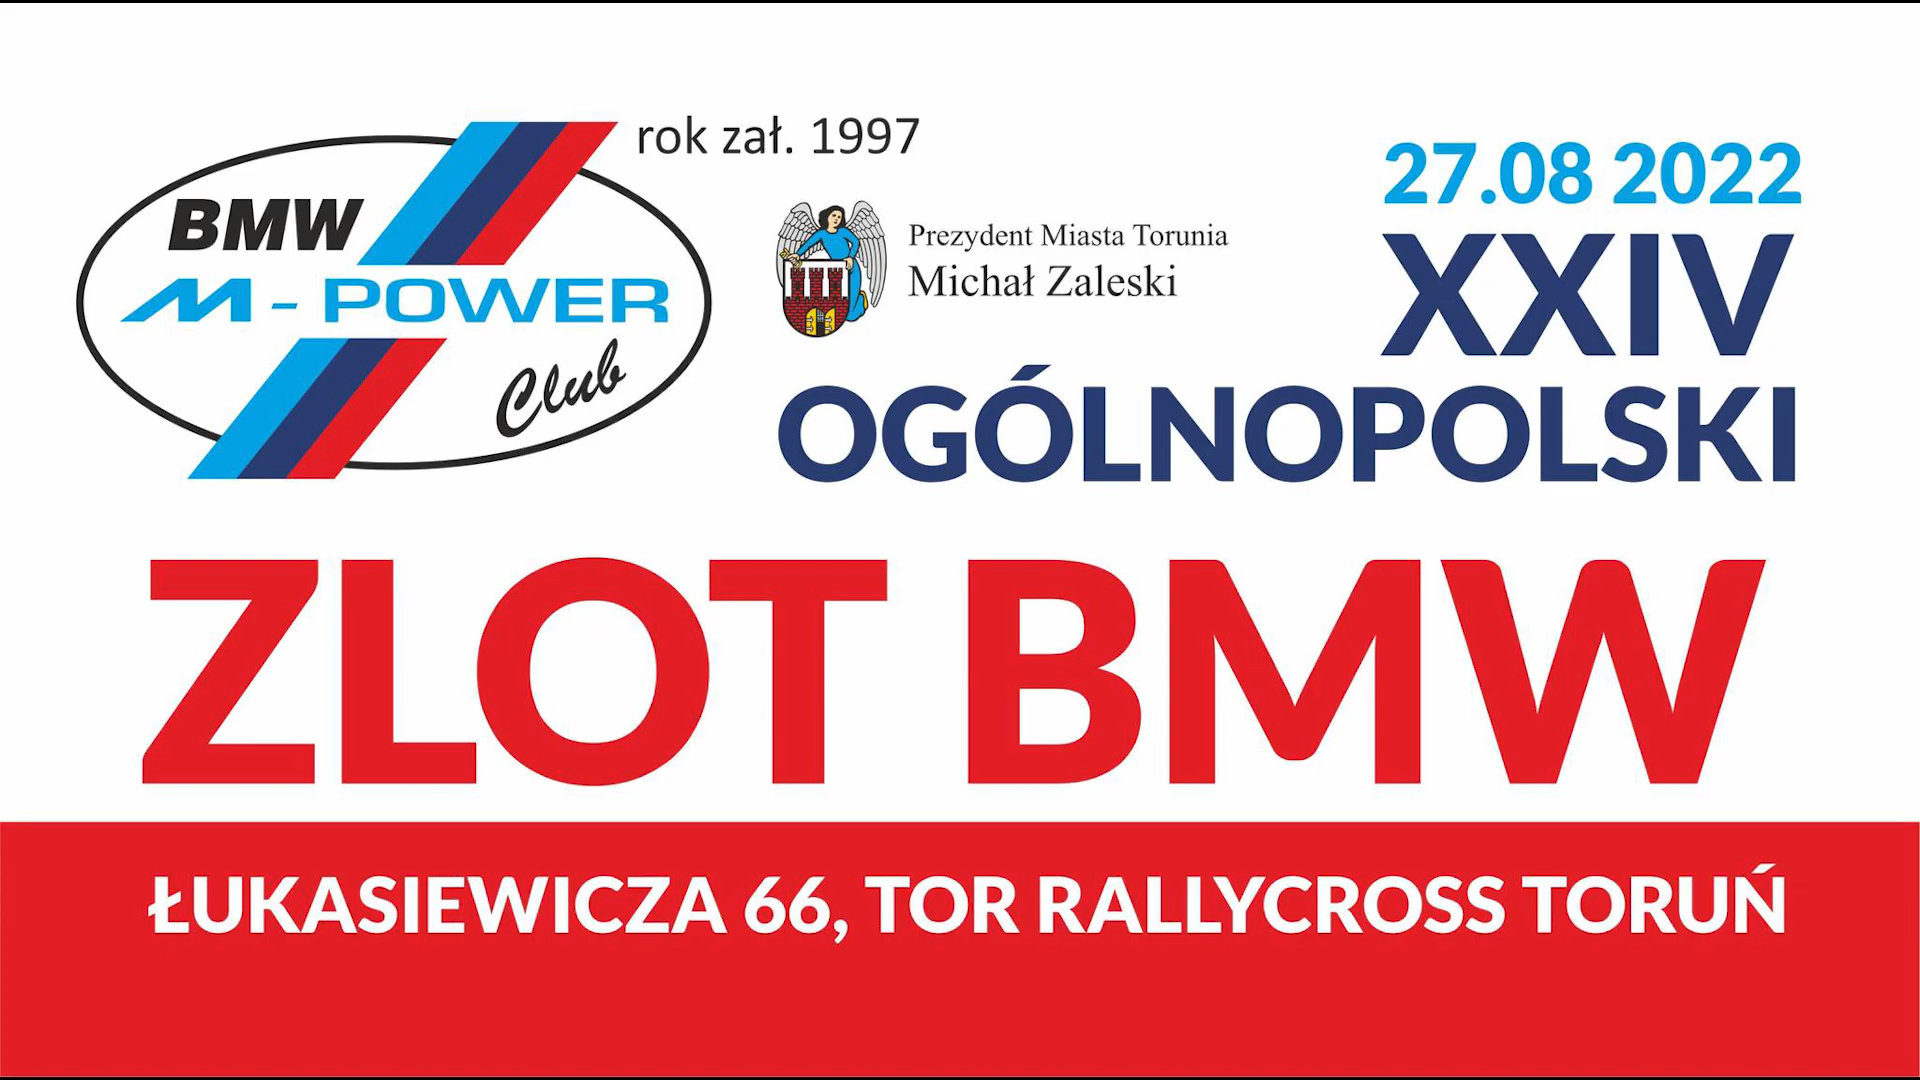 rok zał. 1997
BMW
M - POWER
Club
Prezydent Miasta Torunia
Michał Zaleski
27.08 2022
XXIV
OGÓLNOPOLSKI
ZLOT BMW
ŁUKASIEWICZA 66, TOR RALLYCROSS TORUŃ